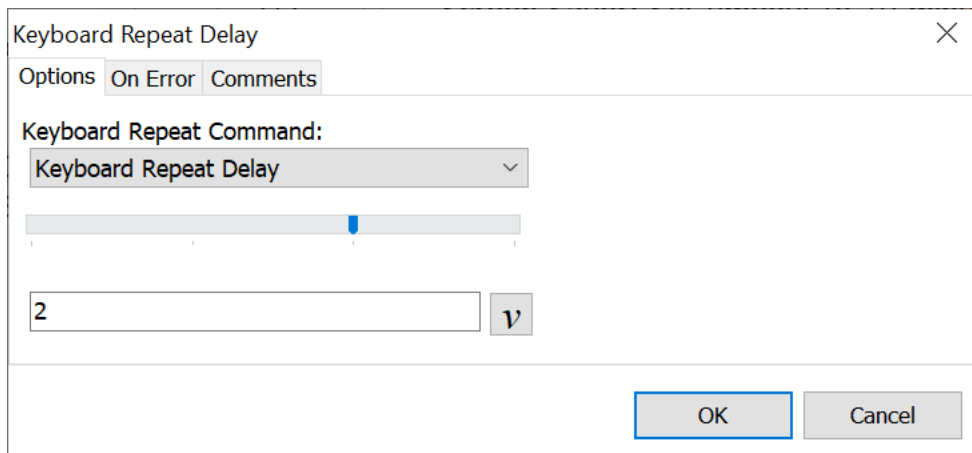 Keyboard Repeat Delay
Options On Error Comments
Keyboard Repeat Command:
Keyboard Repeat Delay
2
v
OK Cancel